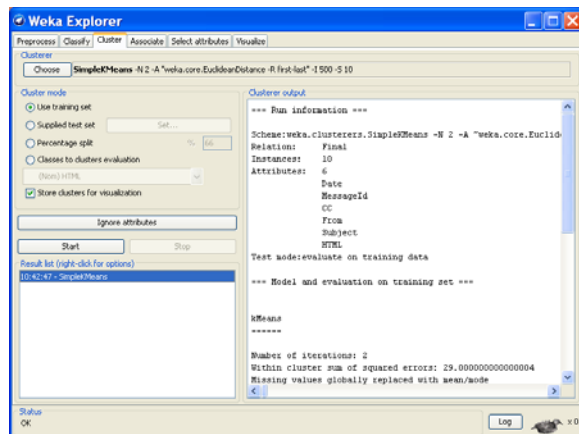 Weka Explorer
Preprocess Classify Cluster Associate Select attributes Visualize
Clusterer
Choose SimpleKMeans -N 2 -A "weka.core.EuclideanDistance -R first-last" -I 500 -S 10
Cluster mode
Use training set
Supplied test set Set...
Percentage split % 66
Classes to clusters evaluation
(Nom) HTML
Store clusters for visualization
Ignore attributes
Start Stop
Result list (right-click for options)
10:42:47 - SimpleKMeans
Clusterer output
=== Run information ===
Scheme:weka.clusterers.SimpleKMeans -N 2 -A "weka.core.Euclid
Relation: Final
Instances: 10
Attributes: 6
Date
MessageId
CC
From
Subject
HTML
Test mode:evaluate on training data
=== Model and evaluation on training set ===
kMeans
======
Number of iterations: 2
Within cluster sum of squared errors: 29.000000000000004
Missing values globally replaced with mean/mode
Status
OK
Log
x 0